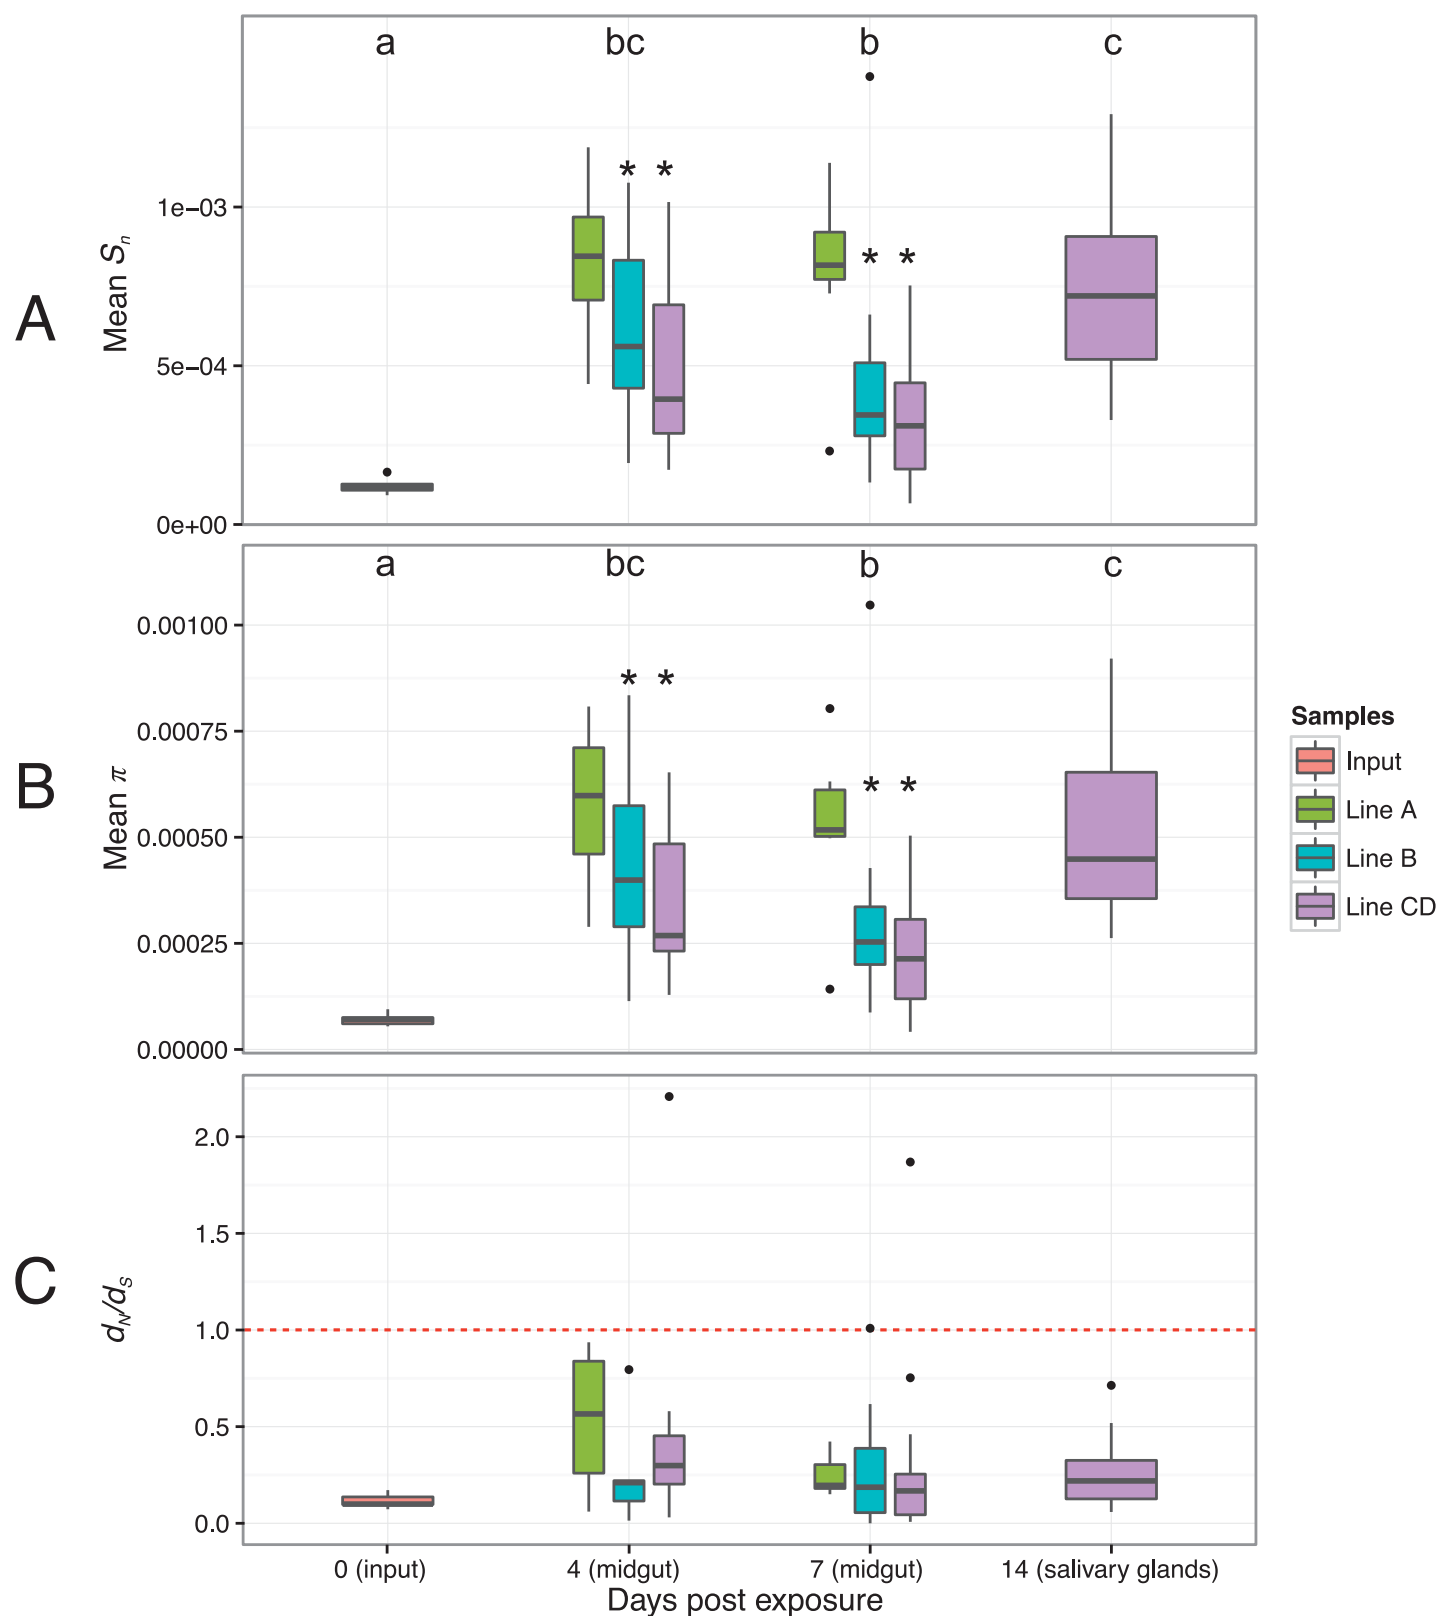 a bc b c
* *
* *
1e−03
5e−04
0e+00
A
Mean Sn
a bc b c
* *
* *
0.00100
0.00075
0.00050
0.00025
0.00000
B
Mean π
Samples
Input
Line A
Line B
Line CD
2.0
1.5
1.0
0.5
0.0
C
dN/dS
0 (input) 4 (midgut) 7 (midgut) 14 (salivary glands)
Days post exposure